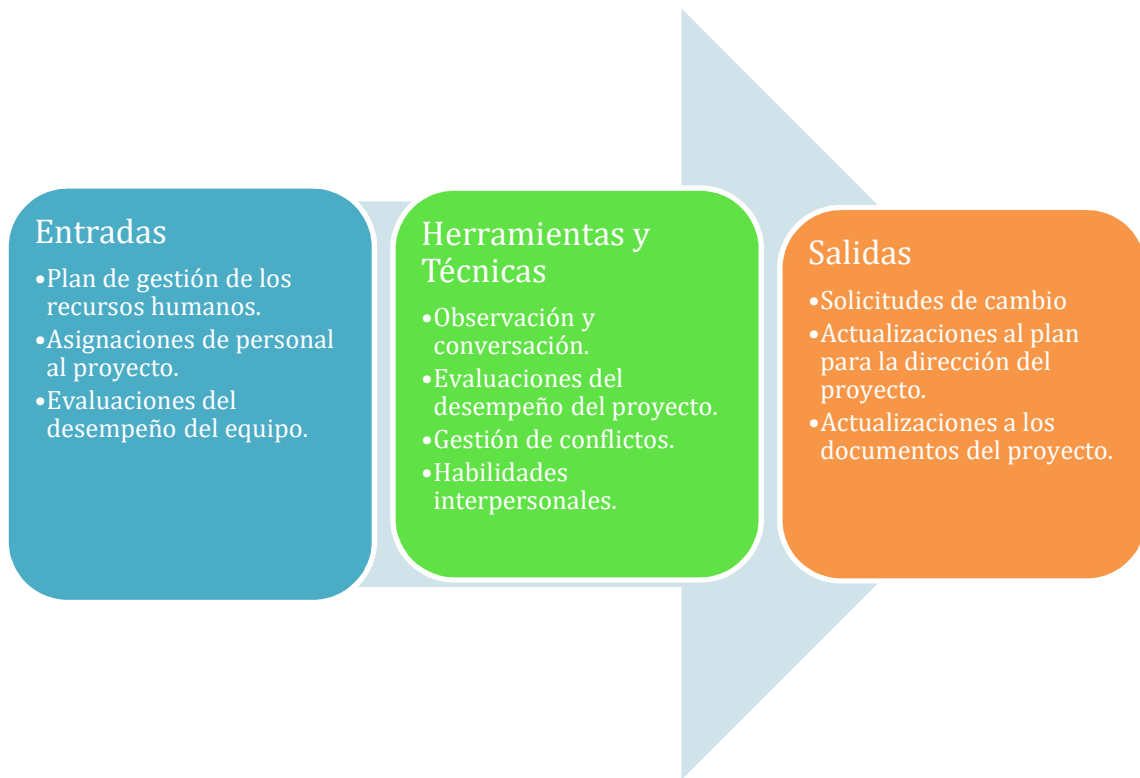 Entradas
•Plan de gestión de los
recursos humanos.
•Asignaciones de personal
al proyecto.
•Evaluaciones del
desempeño del equipo.
Herramientas y
Técnicas
•Observación y
conversación.
•Evaluaciones del
desempeño del proyecto.
•Gestión de conflictos.
•Habilidades
interpersonales.
Salidas
•Solicitudes de cambio
•Actualizaciones al plan
para la dirección del
proyecto.
•Actualizaciones a los
documentos del proyecto.